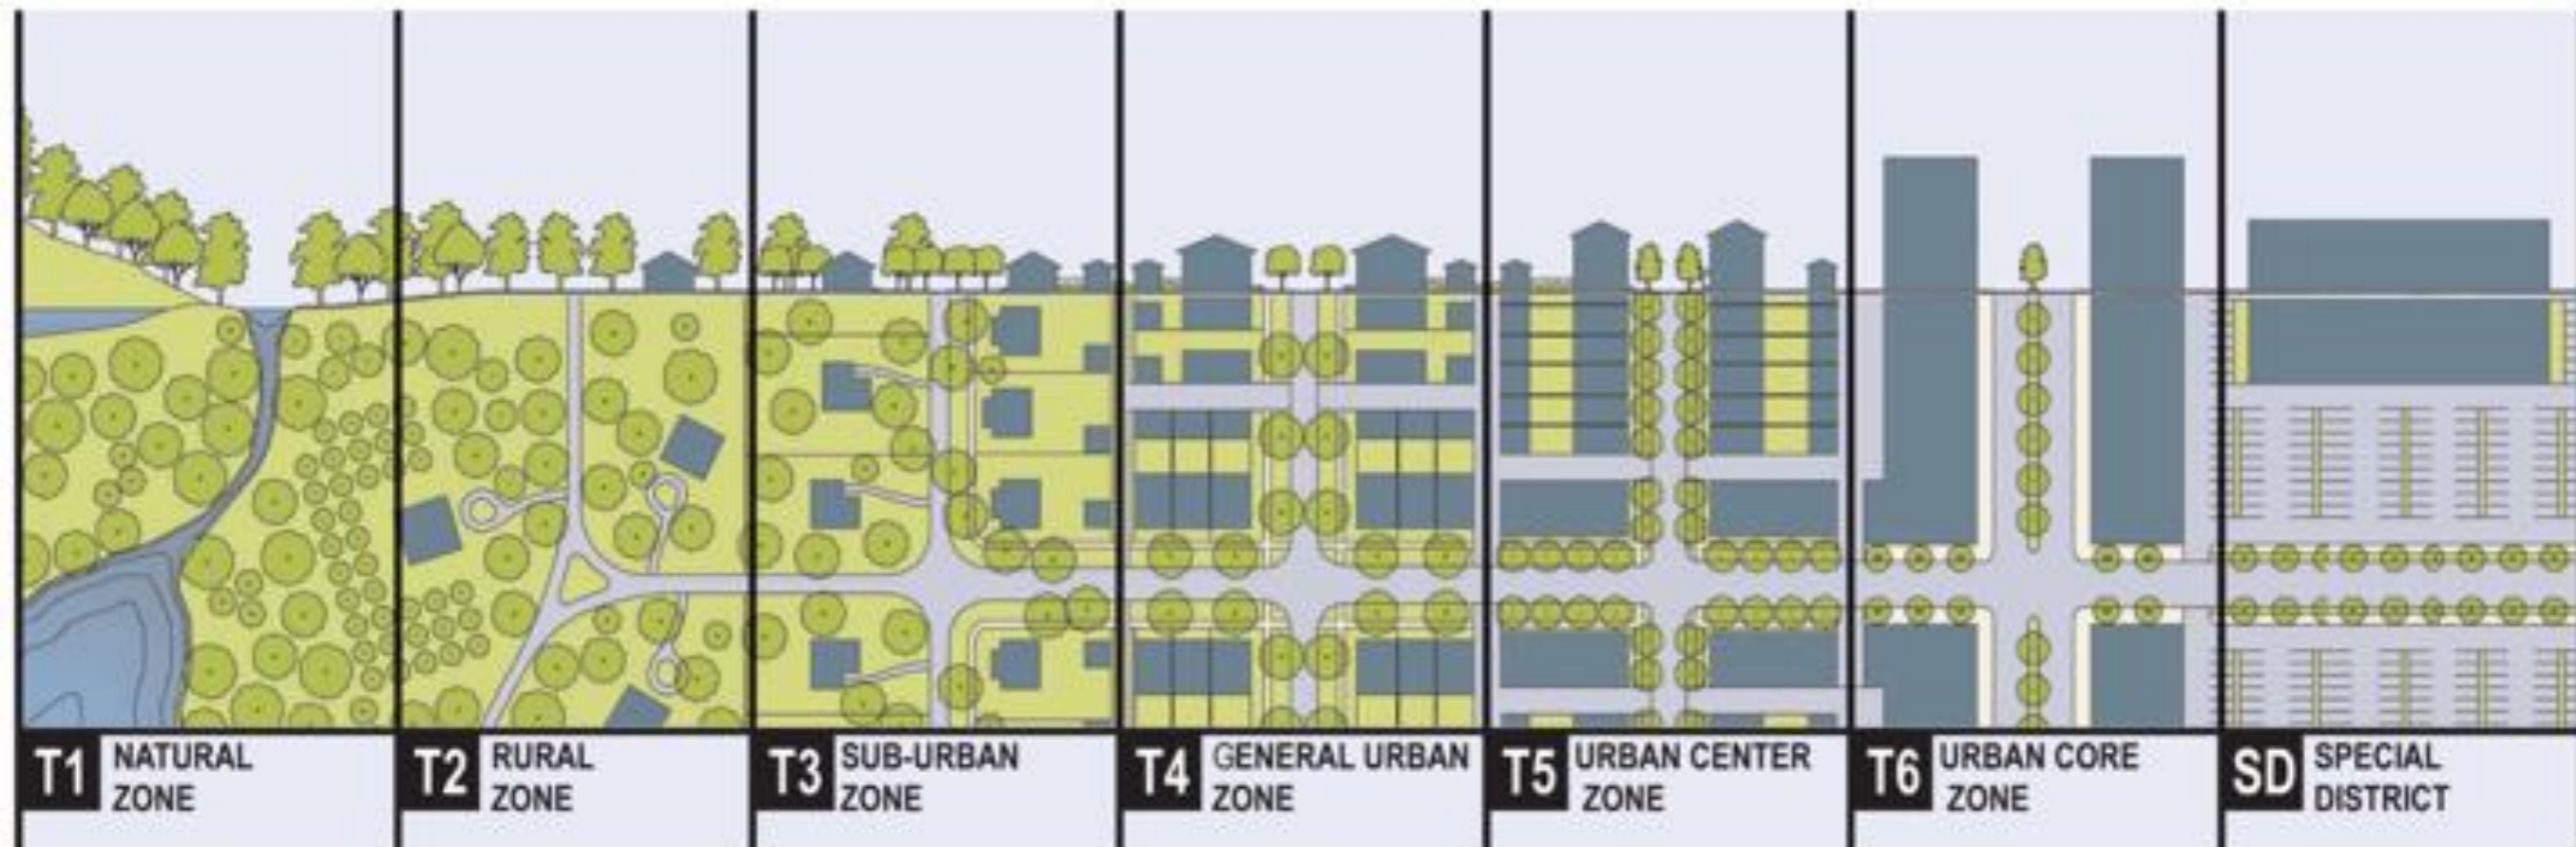 T1 NATURAL
ZONE
T2 RURAL
ZONE
T3 SUB-URBAN
ZONE
T4 GENERAL URBAN
ZONE
T5 URBAN CENTER
ZONE
T6 URBAN CORE
ZONE
SD SPECIAL
DISTRICT